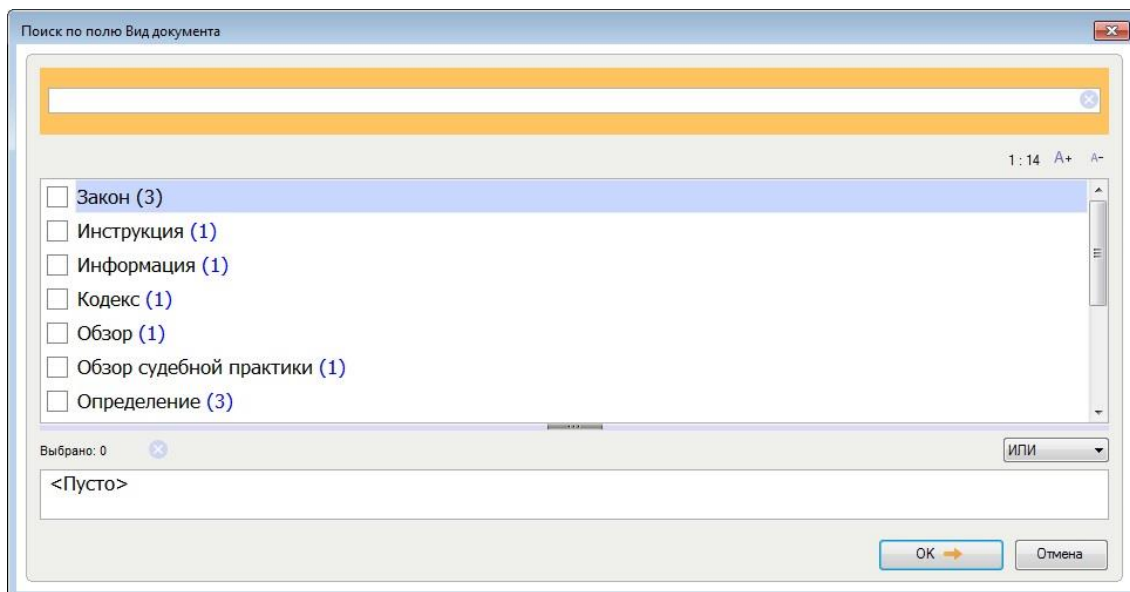 Поиск по полю Вид документа
1 : 14 A+ A-
Закон (3)
Инструкция (1)
Информация (1)
Кодекс (1)
Обзор (1)
Обзор судебной практики (1)
Определение (3)
Выбрано: 0
ИЛИ
<Пусто>
OK
Отмена